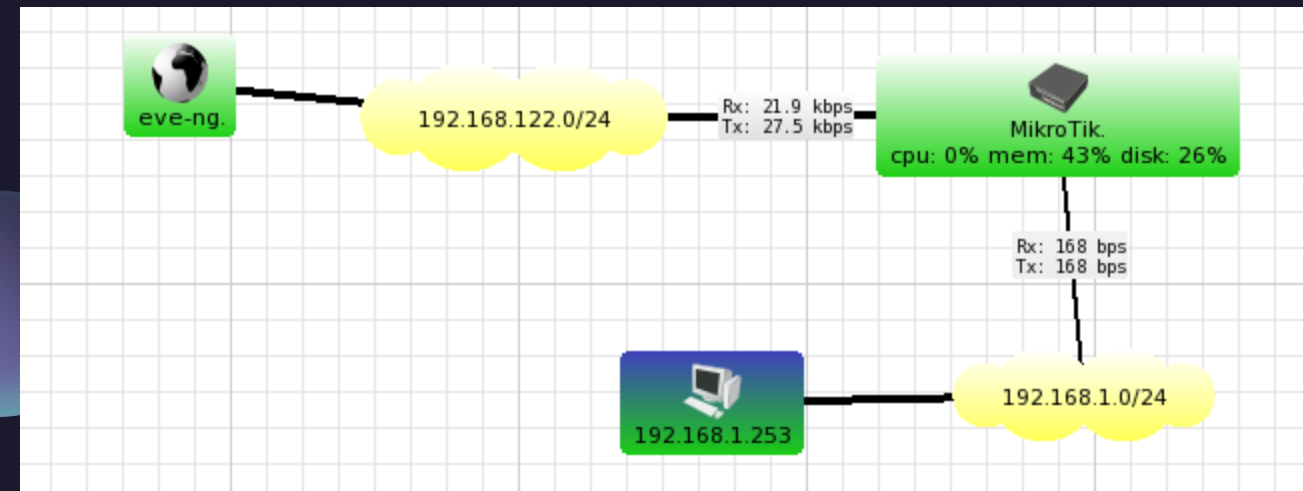 eve-ng.
192.168.122.0/24
Rx: 21.9 kbps
Tx: 27.5 kbps
MikroTik.
cpu: 0% mem: 43% disk: 26%
Rx: 168 bps
Tx: 168 bps
192.168.1.253
192.168.1.0/24